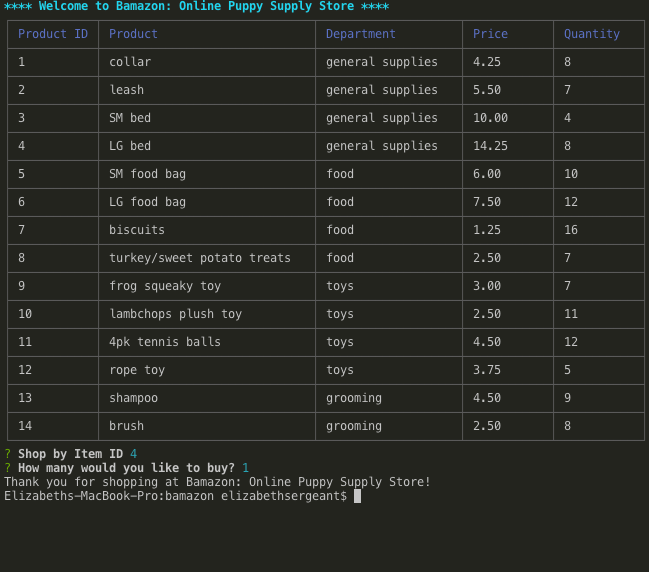 **** Welcome to Bamazon: Online Puppy Supply Store ****
Product ID Product Department Price Quantity
1 collar general supplies 4.25 8
2 leash general supplies 5.50 7
3 SM bed general supplies 10.00 4
4 LG bed general supplies 14.25 8
5 SM food bag food 6.00 10
6 LG food bag food 7.50 12
7 biscuits food 1.25 16
8 turkey/sweet potato treats food 2.50 7
9 frog squeaky toy toys 3.00 7
10 lambchops plush toy toys 2.50 11
11 4pk tennis balls toys 4.50 12
12 rope toy toys 3.75 5
13 shampoo grooming 4.50 9
14 brush grooming 2.50 8
? Shop by Item ID 4
? How many would you like to buy? 1
Thank you for shopping at Bamazon: Online Puppy Supply Store!
Elizabeths-MacBook-Pro:bamazon elizabethsergeant$